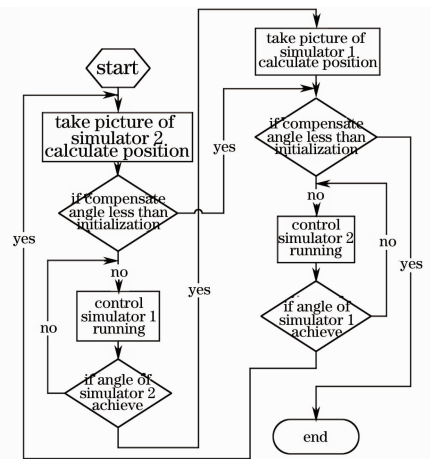 start
take picture of
simulator 2
calculate position
if compensate
angle less than
initialization
yes
no
control
simulator 1
running
no
if angle of
simulator 2
achieve
yes
yes
take picture of
simulator 1
calculate position
if compensate
angle less than
initialization
no
control
simulator 2
running
no
yes
if angle of
simulator 1
achieve
end